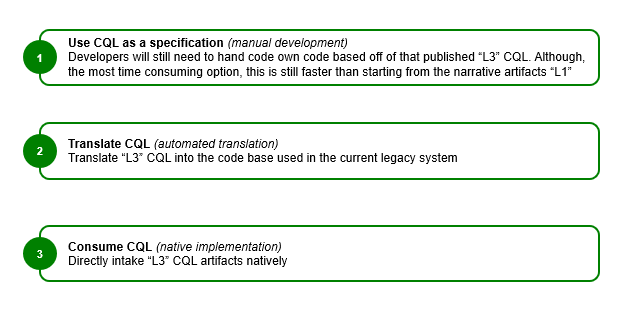 1
Use CQL as a specification (manual development)
Developers will still need to hand code own code based off of that published “L3” CQL. Although,
the most time consuming option, this is still faster than starting from the narrative artifacts “L1”
2
Translate CQL (automated translation)
Translate “L3” CQL into the code base used in the current legacy system
3
Consume CQL (native implementation)
Directly intake “L3” CQL artifacts natively